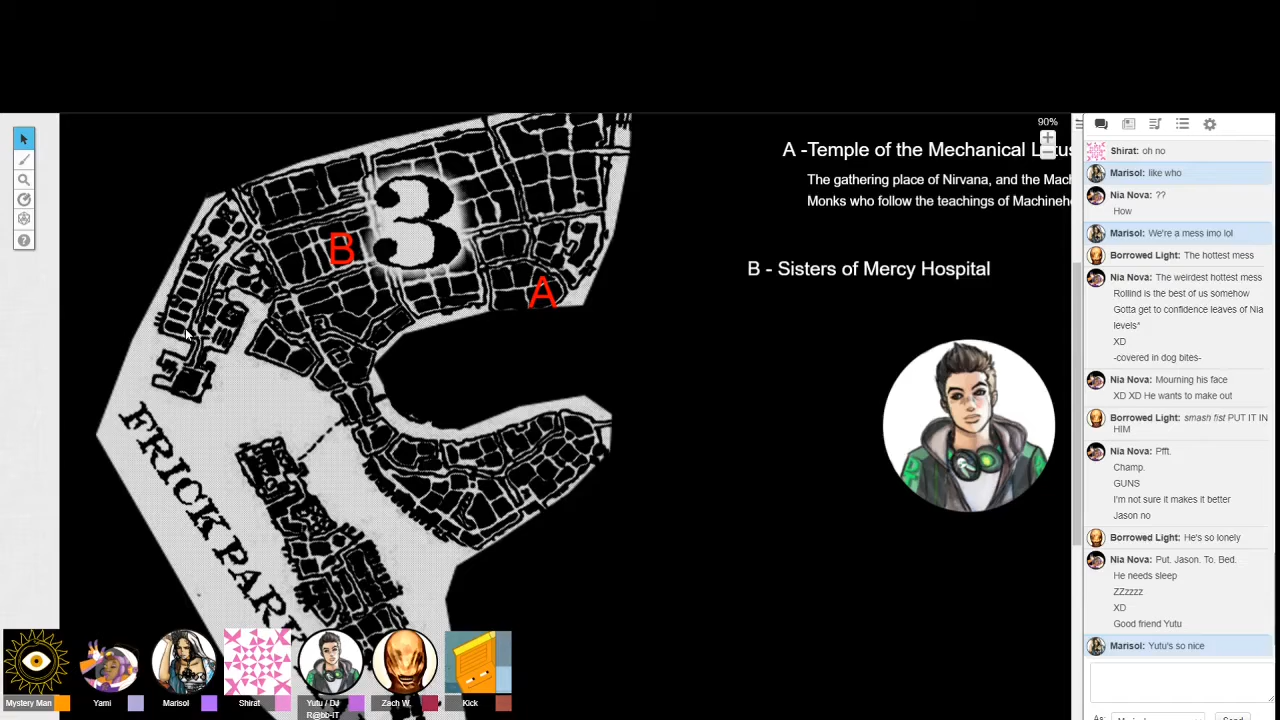 90%
A -Temple of the Mechanical
The gathering place of Nirvana, and the
Monks who follow the teachings of
3
B
A
B - Sisters of Mercy Hospital
FRICK PARK
Mystery Man
Yami
Marisol
Shirat
Yutu / DJ
R@bb-IT
Zach W.
Kick
Shirat: oh no
Marisol: like who
Nia Nova: ??
How
Marisol: We're a mess imo lol
Borrowed Light: The hottest mess
Nia Nova: The weirdest hottest mess
Rollind is the best of us somehow
Gotta get to confidence leaves of Nia
levels*
XD
-covered in dog bites-
Nia Nova: Mourning his face
XD XD He wants to make out
Borrowed Light: smash fist PUT IT IN
HIM
Nia Nova: Pfft.
Champ.
GUNS
I'm not sure it makes it better
Jason no
Borrowed Light: He's so lonely
Nia Nova: Put. Jason. To. Bed.
He needs sleep
ZZzzzz
XD
Good friend Yutu
Marisol: Yutu's so nice